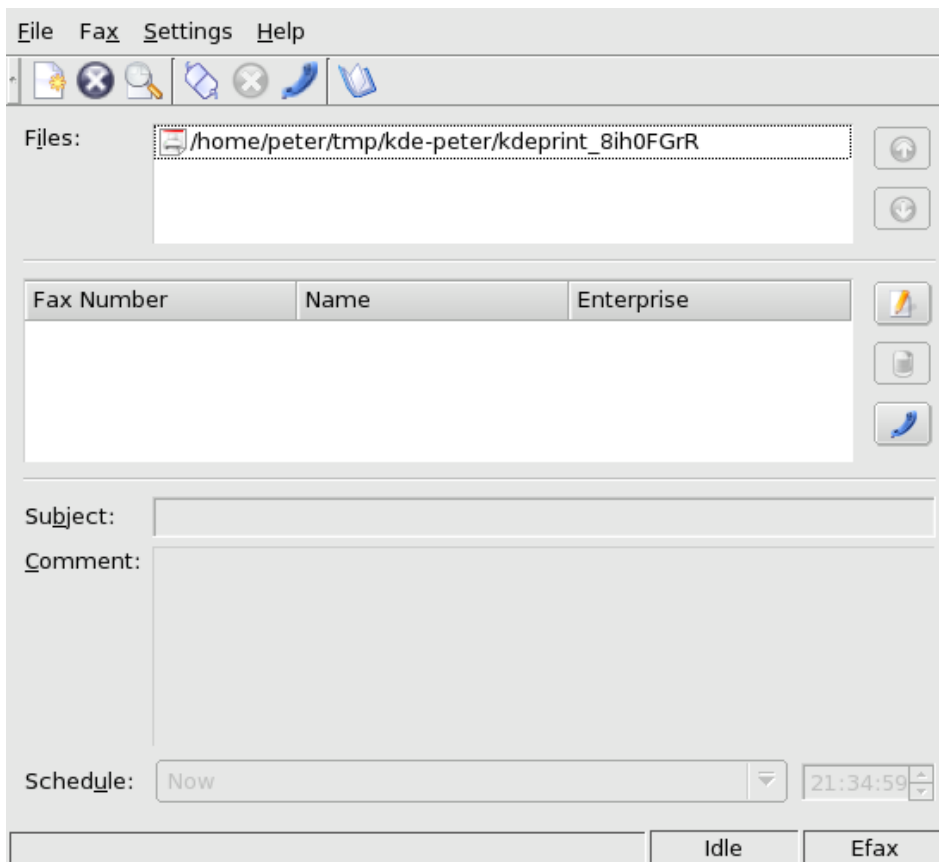 File Fax Settings Help
Files:
/home/peter/tmp/kde-peter/kdeprint_8ih0FGrR
Fax Number Name Enterprise
Subject:
Comment:
Schedule: Now 21:34:59
Idle Efax